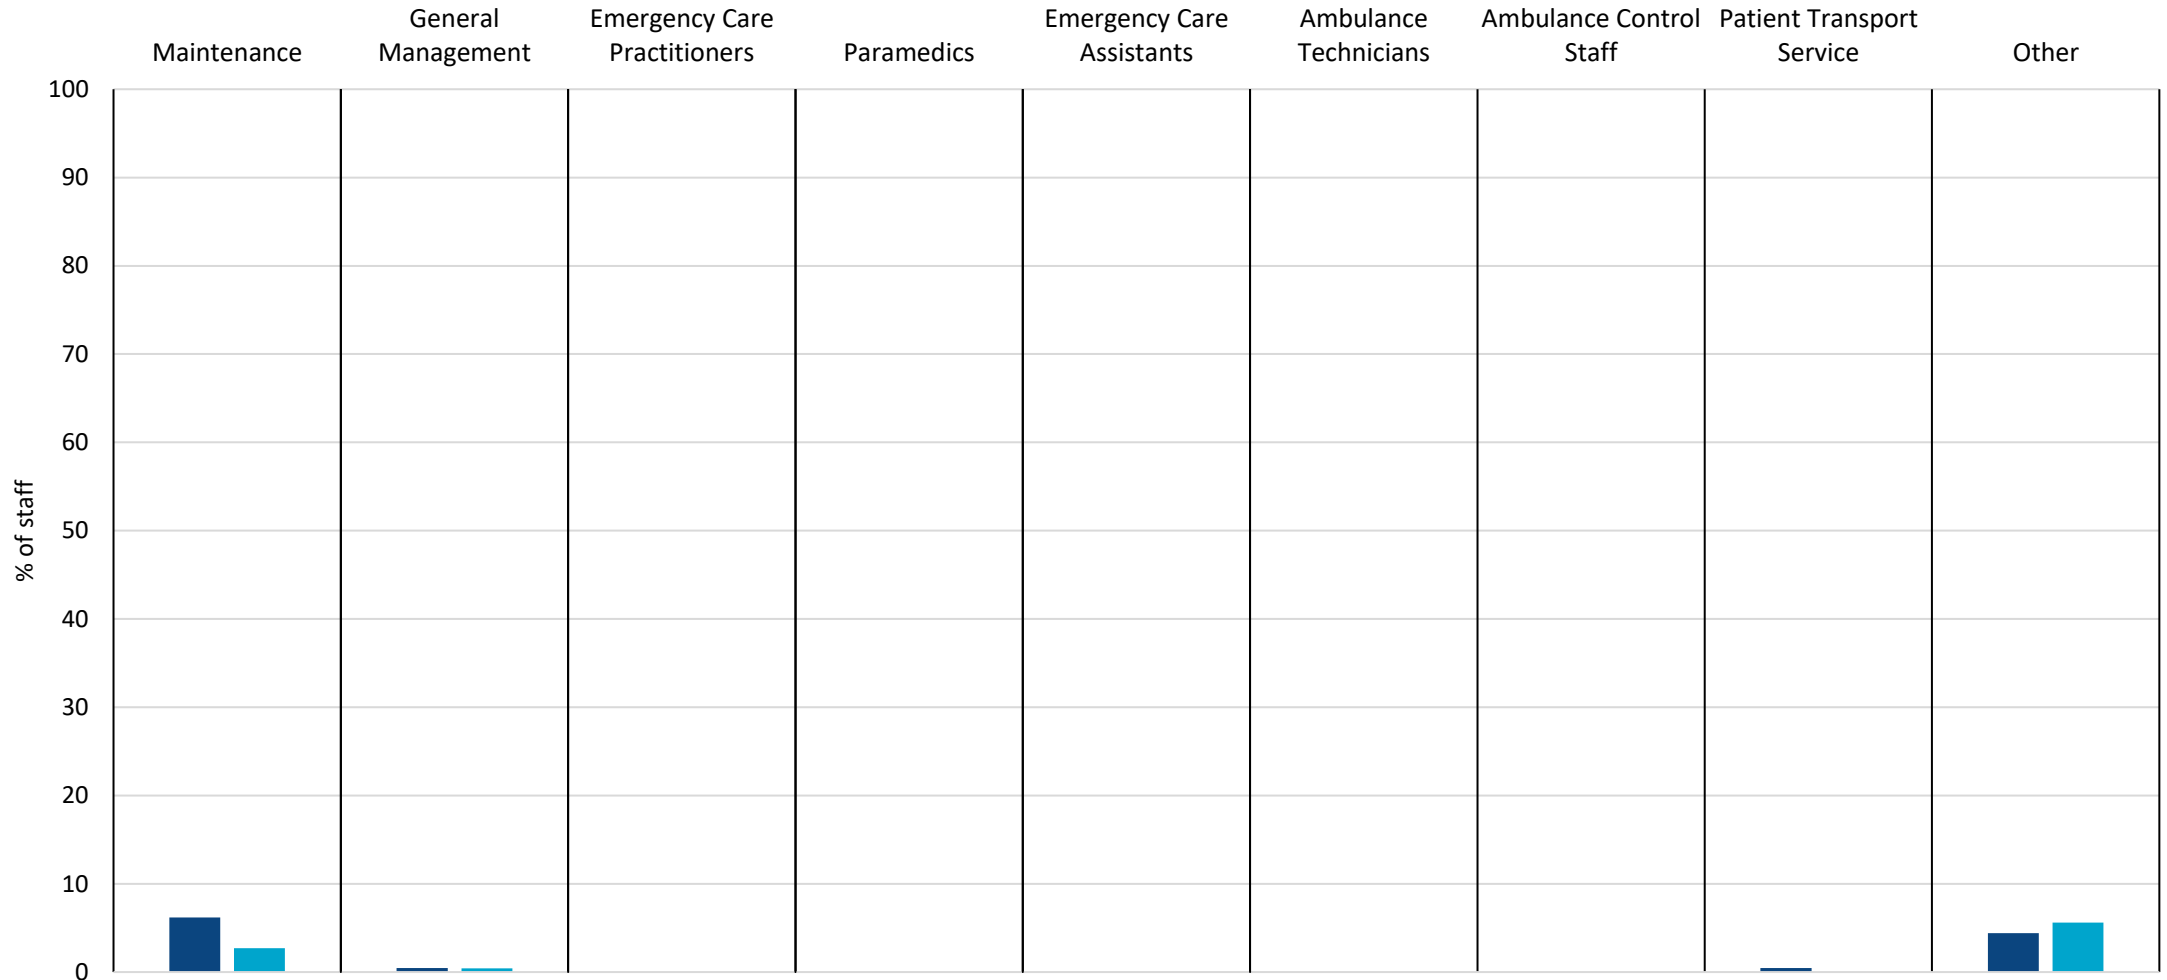 Maintenance
General
Management
Emergency Care
Practitioners
Paramedics
Emergency Care
Assistants
Ambulance
Technicians
Ambulance Control
Staff
Patient Transport
Service
Other
100
90
80
70
60
50
40
30
20
10
0
% of staff